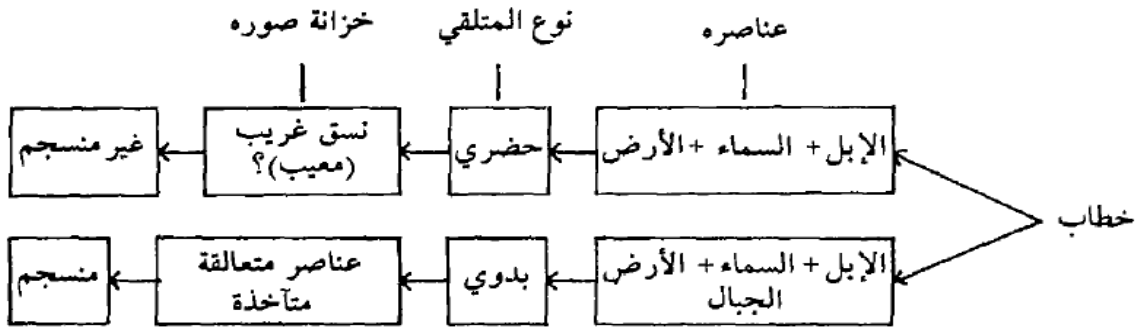 عناصره
نوع المتلقي
خزانة صوره
الإبل + السماء + الأرض
حضري
نسق غريب
(معيب)؟
غير منسجم
خطاب
الإبل + السماء + الأرض
الجبال
بدوي
عناصر متعالقة
متآخذة
منسجم